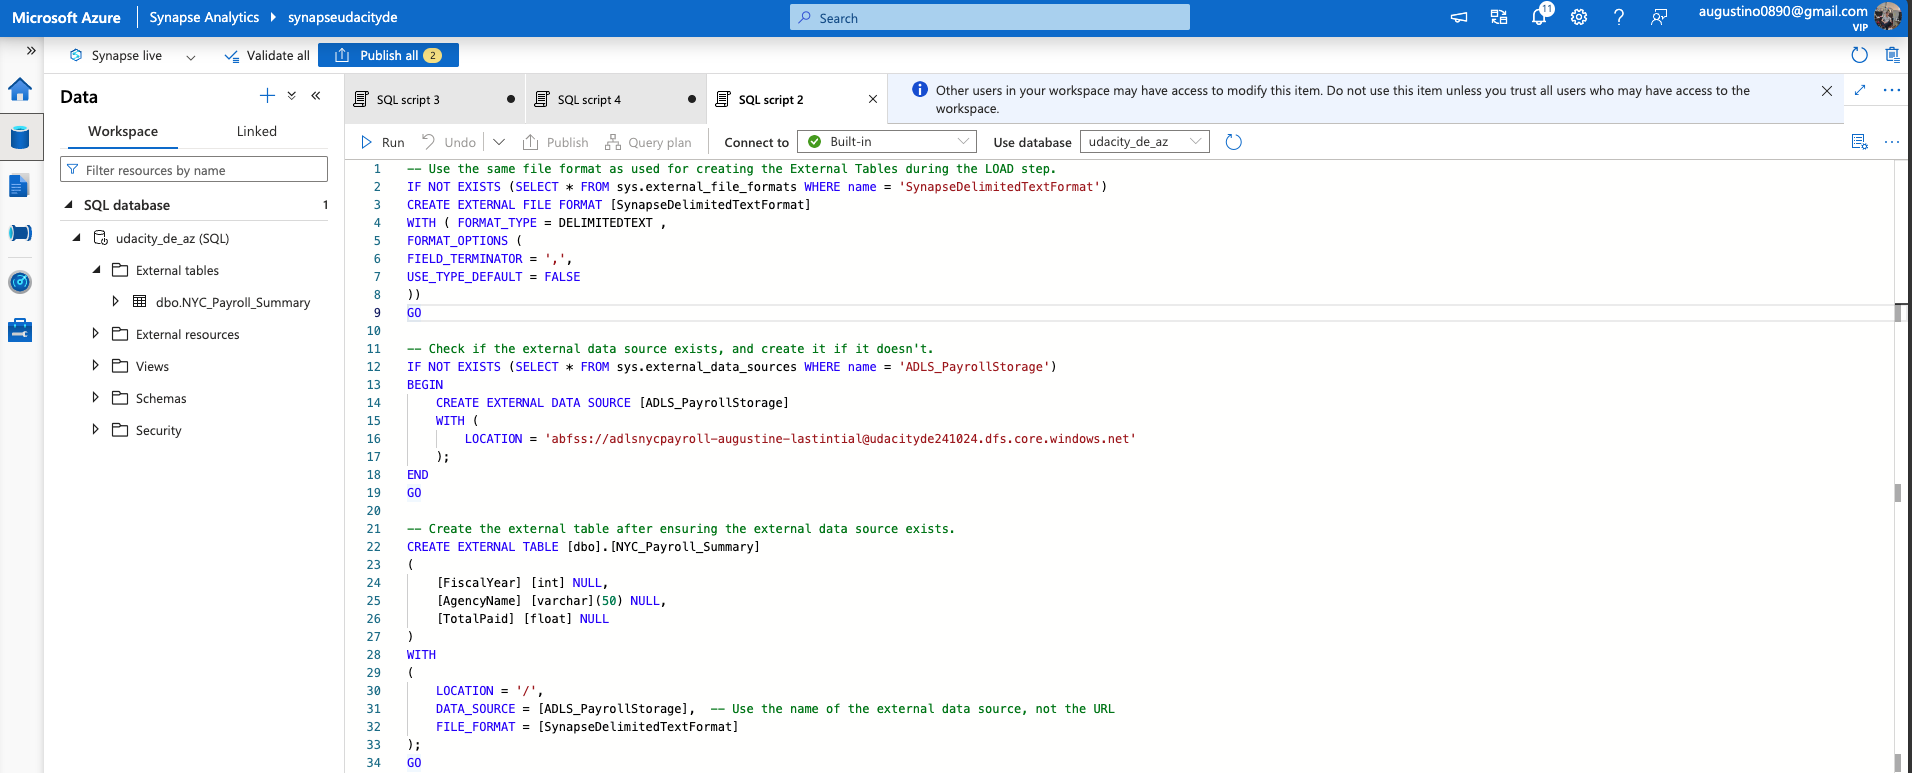 Microsoft Azure Synapse Analytics synapseudacityde Search 11 augustino0890@gmail.com
VIP
Synapse live Validate all Publish all 2
Data
Workspace Linked
Filter resources by name
SQL database 1
udacity_de_az (SQL)
External tables
dbo.NYC_Payroll_Summary
External resources
Views
Schemas
Security
SQL script 3 SQL script 4 SQL script 2
Other users in your workspace may have access to modify this item. Do not use this item unless you trust all users who may have access to the
workspace.
Run Undo Publish Query plan Connect to Built-in Use database udacity_de_az
1 -- Use the same file format as used for creating the External Tables during the LOAD step.
2 IF NOT EXISTS (SELECT * FROM sys.external_file_formats WHERE name = 'SynapseDelimitedTextFormat')
3 CREATE EXTERNAL FILE FORMAT [SynapseDelimitedTextFormat]
4 WITH ( FORMAT_TYPE = DELIMITEDTEXT ,
5 FORMAT_OPTIONS (
6 FIELD_TERMINATOR = ',',
7 USE_TYPE_DEFAULT = FALSE
8 ))
9 GO
10
11 -- Check if the external data source exists, and create it if it doesn't.
12 IF NOT EXISTS (SELECT * FROM sys.external_data_sources WHERE name = 'ADLS_PayrollStorage')
13 BEGIN
14 CREATE EXTERNAL DATA SOURCE [ADLS_PayrollStorage]
15 WITH (
16 LOCATION = 'abfss://adlsnycpayroll-augustine-lastintial@udacityde241024.dfs.core.windows.net'
17 );
18 END
19 GO
20
21 -- Create the external table after ensuring the external data source exists.
22 CREATE EXTERNAL TABLE [dbo].[NYC_Payroll_Summary]
23 (
24 [FiscalYear] [int] NULL,
25 [AgencyName] [varchar](50) NULL,
26 [TotalPaid] [float] NULL
27 )
28 WITH
29 (
30 LOCATION = '/',
31 DATA_SOURCE = [ADLS_PayrollStorage], -- Use the name of the external data source, not the URL
32 FILE_FORMAT = [SynapseDelimitedTextFormat]
33 );
34 GO